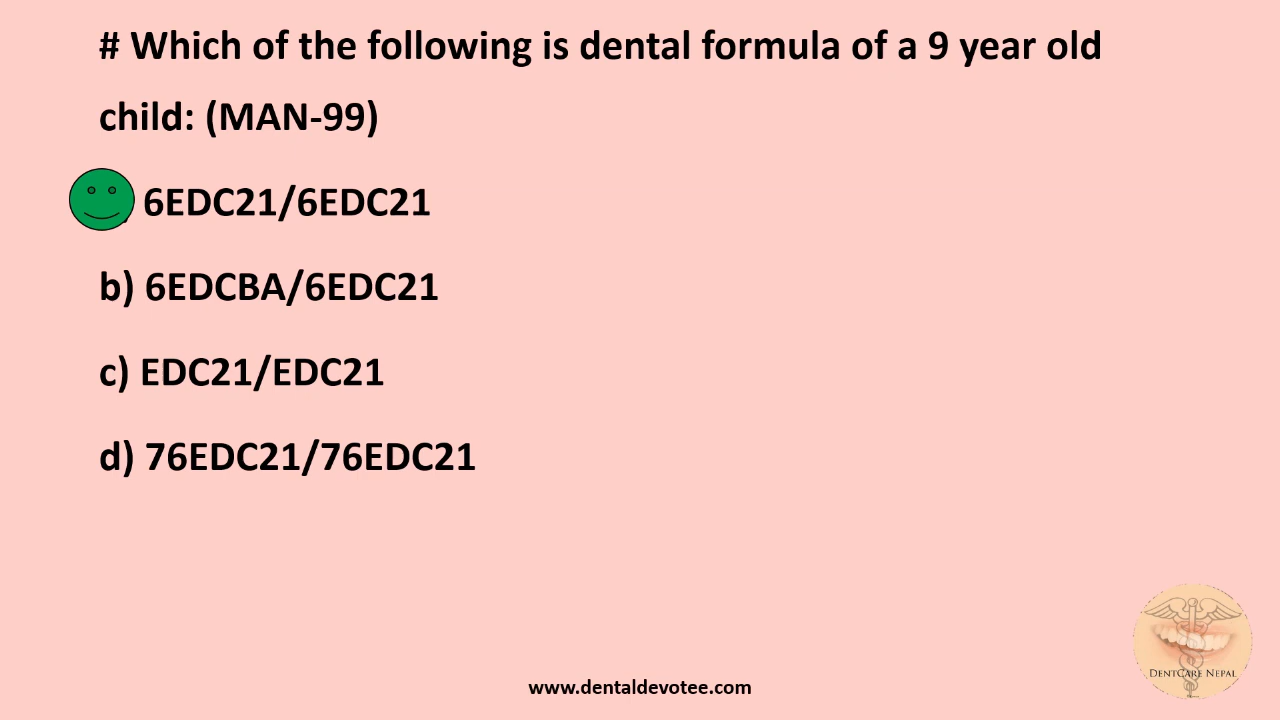 # Which of the following is dental formula of a 9 year old
child: (MAN-99)
6EDC21/6EDC21
b) 6EDCBA/6EDC21
c) EDC21/EDC21
d) 76EDC21/76EDC21
DENTCARE NEPAL
www.dentaldevotee.com